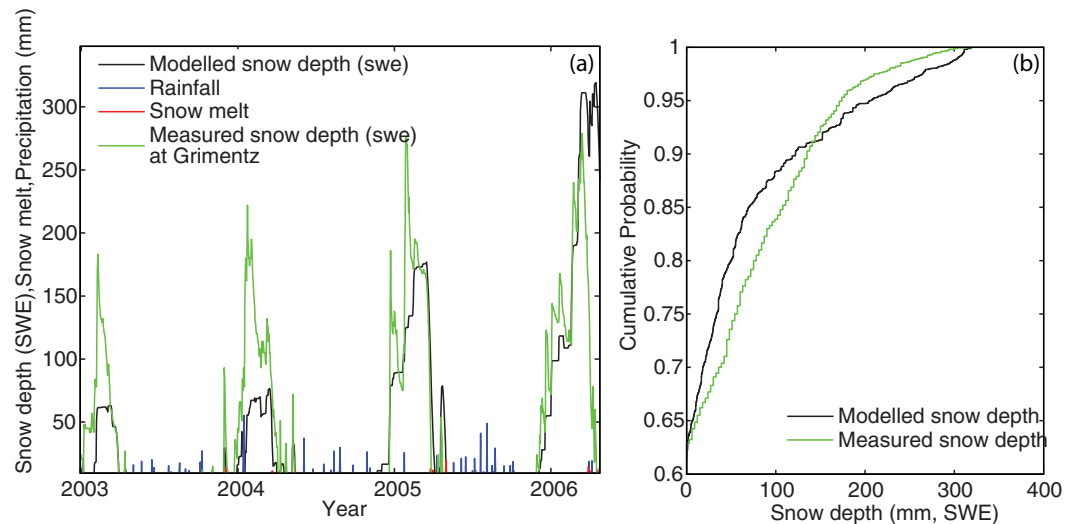 Snow depth (SWE),Snow melt,Precipitation (mm)
300
250
200
150
100
50
(a)
Modelled snow depth (swe)
Rainfall
Snow melt
Measured snow depth (swe)
at Grimentz
2003
2004
2005
2006
Year
Cumulative Probability
1
0.95
0.9
0.85
0.8
0.75
0.7
0.65
0.6
(b)
Modelled snow depth
Measured snow depth
0
100
200
300
400
Snow depth (mm, SWE)